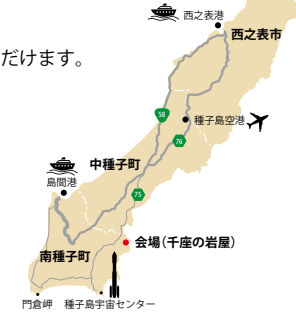 西之表港
西之表市
だけます。
58
種子島空港
76
中種子町
島間港
75
会場(千座の岩屋)
南種子町
門倉岬
種子島宇宙センター